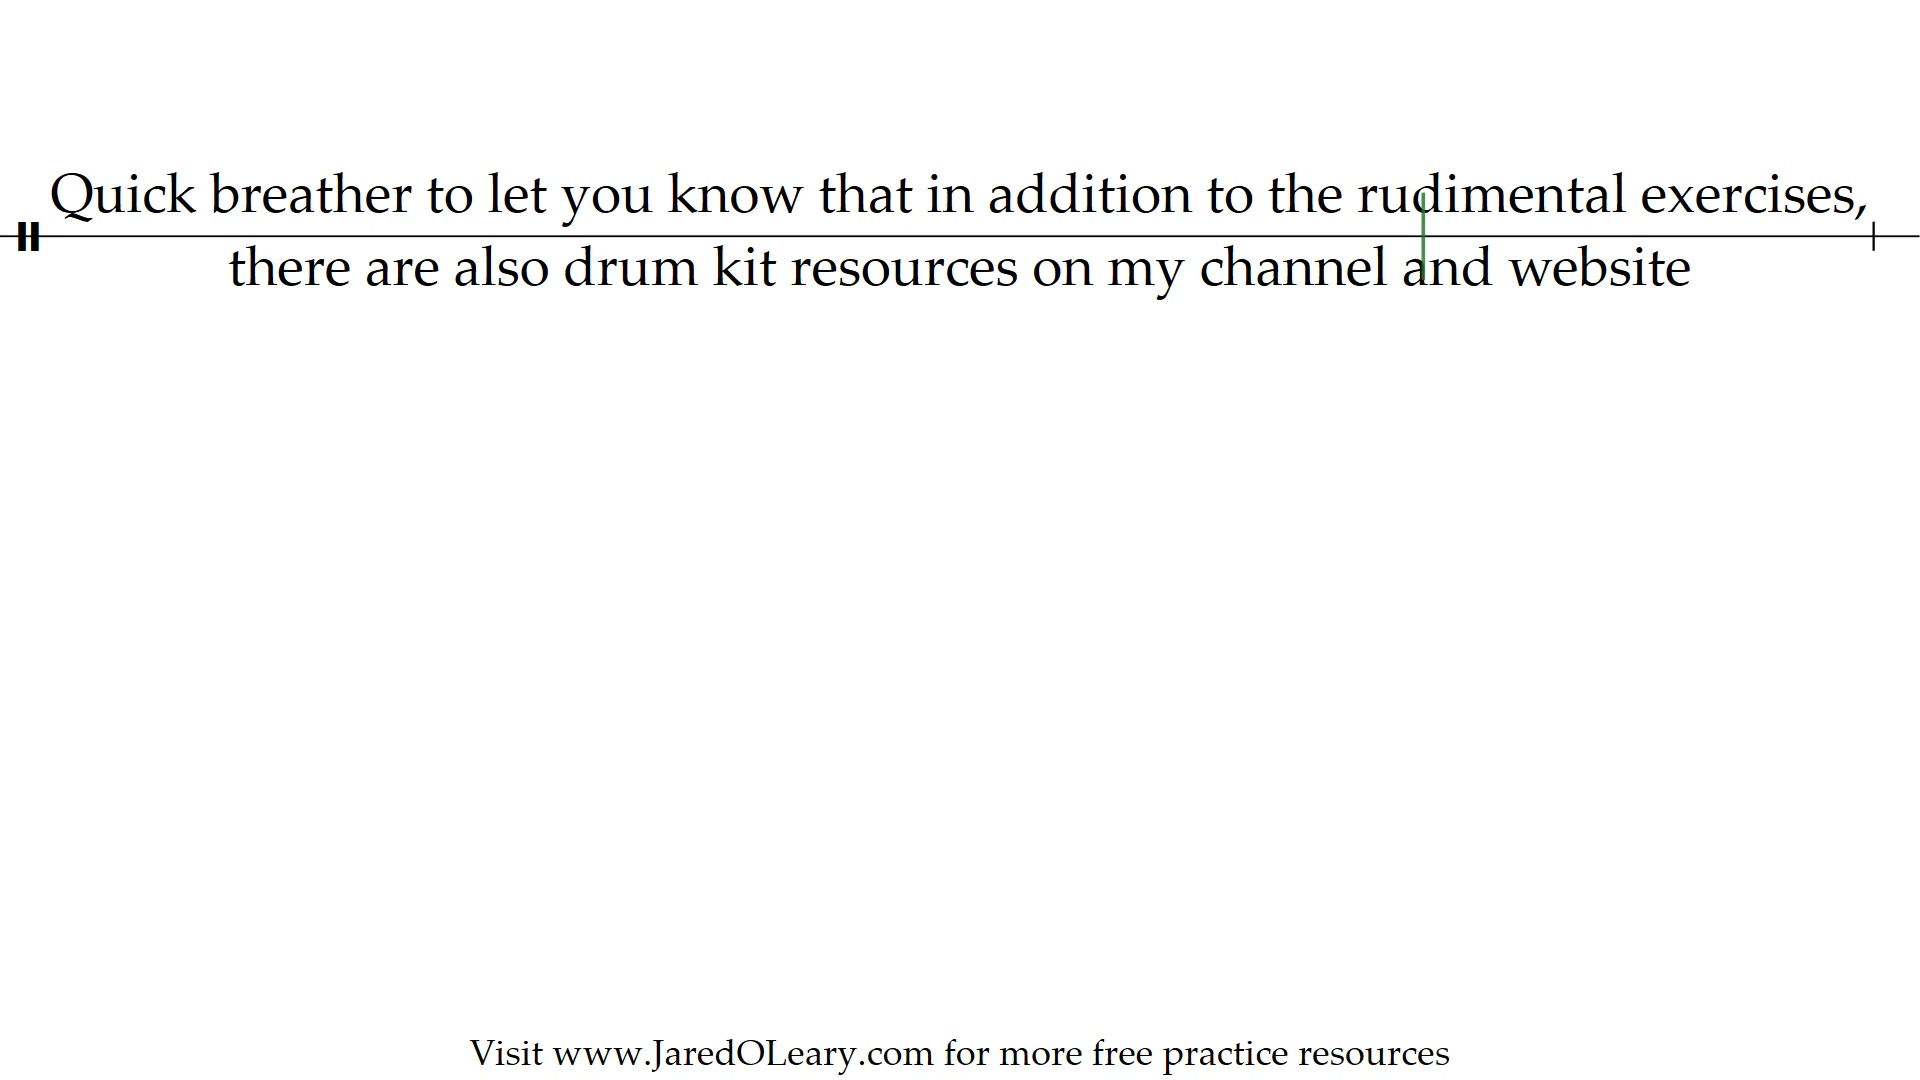 Quick breather to let you know that in addition to the rudimental exercises,
there are also drum kit resources on my channel and website
Visit www.JaredOLeary.com for more free practice resources